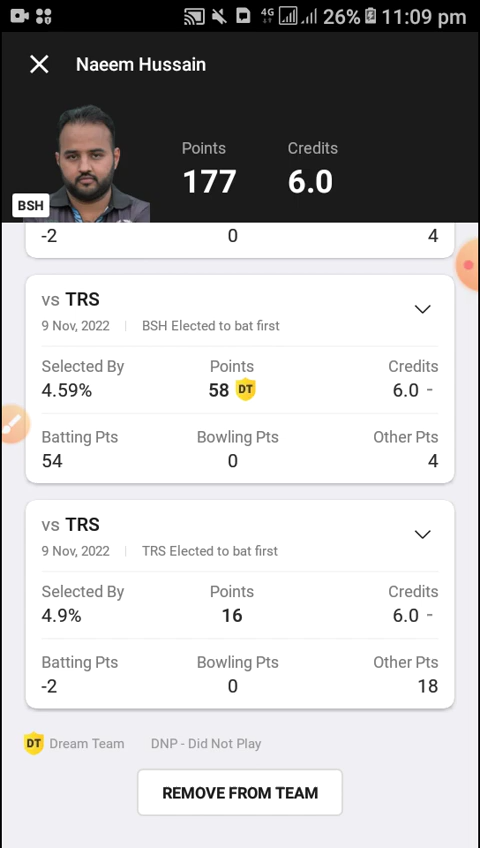 4G 26% 11:09 pm
Naeem Hussain
Points Credits
177 6.0
BSH
-2 0 4
vs TRS
9 Nov, 2022 BSH Elected to bat first
Selected By Points Credits
4.59% 58 DT 6.0 -
Batting Pts Bowling Pts Other Pts
54 0 4
vs TRS
9 Nov, 2022 TRS Elected to bat first
Selected By Points Credits
4.9% 16 6.0 -
Batting Pts Bowling Pts Other Pts
-2 0 18
DT Dream Team DNP - Did Not Play
REMOVE FROM TEAM